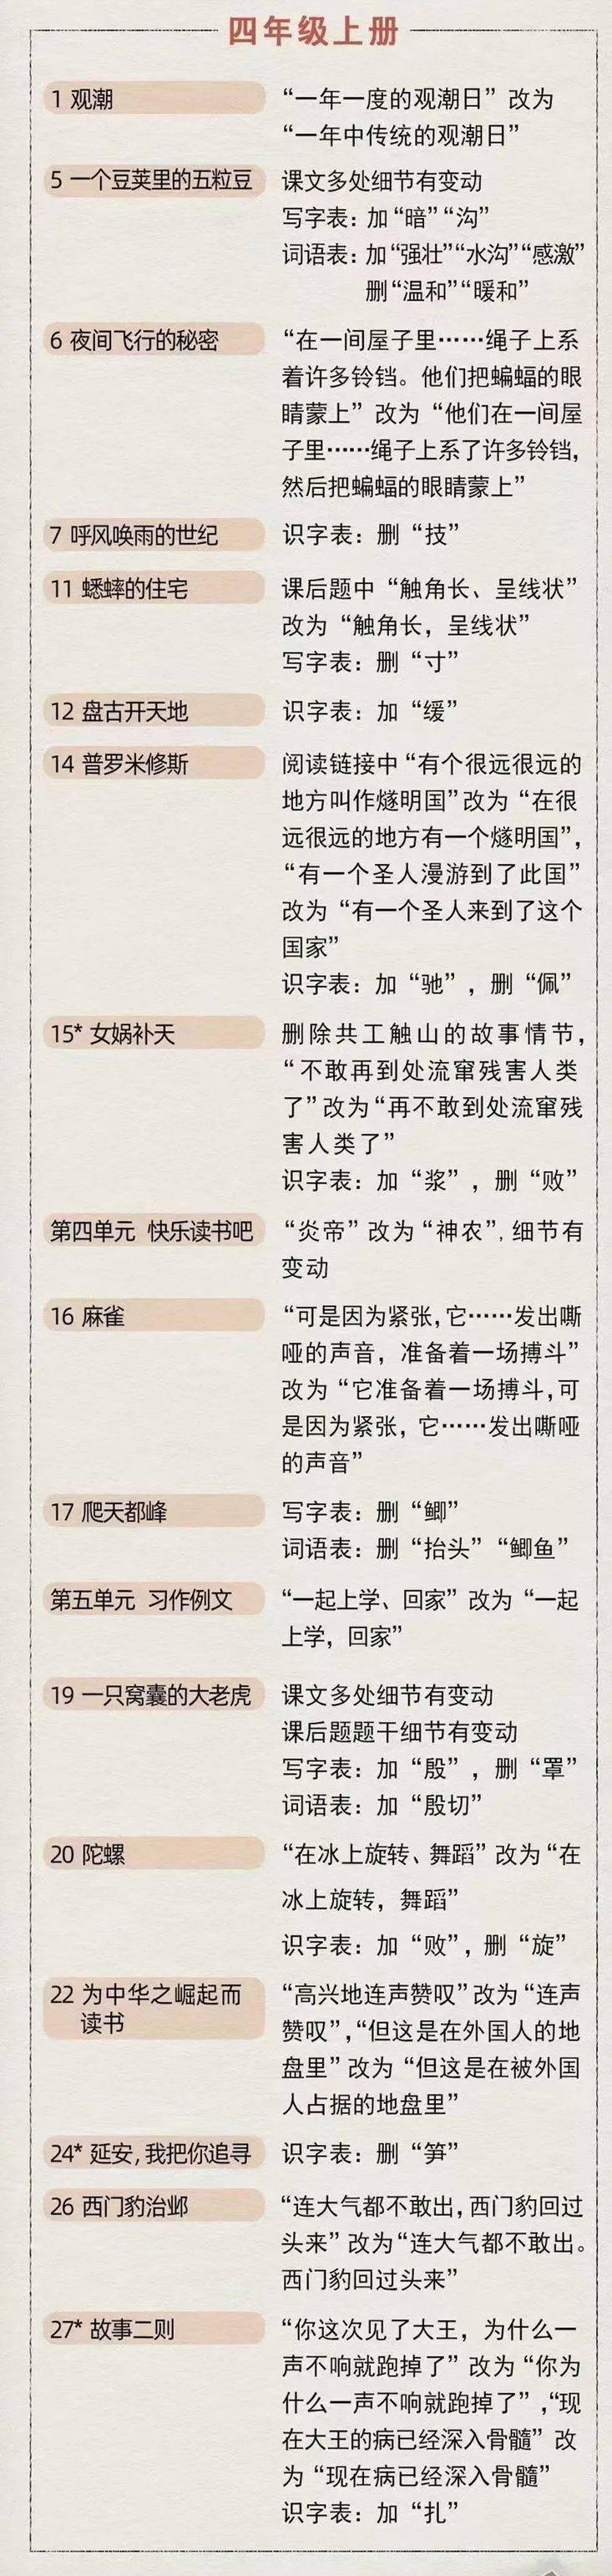 四年级上册
1 观潮
“一年一度的观潮日”改为
“一年中传统的观潮日”
5 一个豆荚里的五粒豆
课文多处细节有变动
写字表：加“暗”“沟”
词语表：加“强壮”“水沟”“感激”
删“温和”“暖和”
6 夜间飞行的秘密
“在一间屋子里……绳子上系
着许多铃铛。他们把蝙蝠的眼
睛蒙上”改为“他们在一间屋
子里……绳子上系了许多铃铛，
然后把蝙蝠的眼睛蒙上”
7 呼风唤雨的世纪
识字表：删“技”
11 蟋蟀的住宅
课后题中“触角长、呈线状”
改为“触角长，呈线状”
写字表：删“寸”
12 盘古开天地
识字表：加“缓”
14 普罗米修斯
阅读链接中“有个很远很远的
地方叫作燧明国”改为“在很
远很远的地方有一个燧明国”，
“有一个圣人漫游到了此国”
改为“有一个圣人来到了这个
国家”
识字表：加“驰”，删“佩”
15* 女娲补天
删除共工触山的故事情节，
“不敢再到处流窜残害人类
了”改为“再不敢到处流窜残
害人类了”
识字表：加“浆”，删“败”
第四单元 快乐读书吧
“炎帝”改为“神农”，细节有
变动
16 麻雀
“可是因为紧张，它……发出嘶
哑的声音，准备着一场搏斗”
改为“它准备着一场搏斗，可
是因为紧张，它……发出嘶哑
的声音”
17 爬天都峰
写字表：删“鲫”
词语表：删“抬头”“鲫鱼”
第五单元 习作例文
“一起上学、回家”改为“一起
上学，回家”
19 一只窝囊的大老虎
课文多处细节有变动
课后题题干细节有变动
写字表：加“殷”，删“罩”
词语表：加“殷切”
20 陀螺
“在冰上旋转、舞蹈”改为“在
冰上旋转，舞蹈”
识字表：加“败”，删“旋”
22 为中华之崛起而
读书
“高兴地连声赞叹”改为“连声
赞叹”，“但这是在外国人的地
盘里”改为“但这是在被外国
人占据的地盘里”
24* 延安，我把你追寻
识字表：删“笋”
26 西门豹治邺
“连大气都不敢出，西门豹回过
头来”改为“连大气都不敢出。
西门豹回过头来”
27* 故事二则
“你这次见了大王，为什么一
声不响就跑掉了”改为“你为
什么一声不响就跑掉了”，“现
在大王的病已经深入骨髓”改
为“现在病已经深入骨髓”
识字表：加“扎”